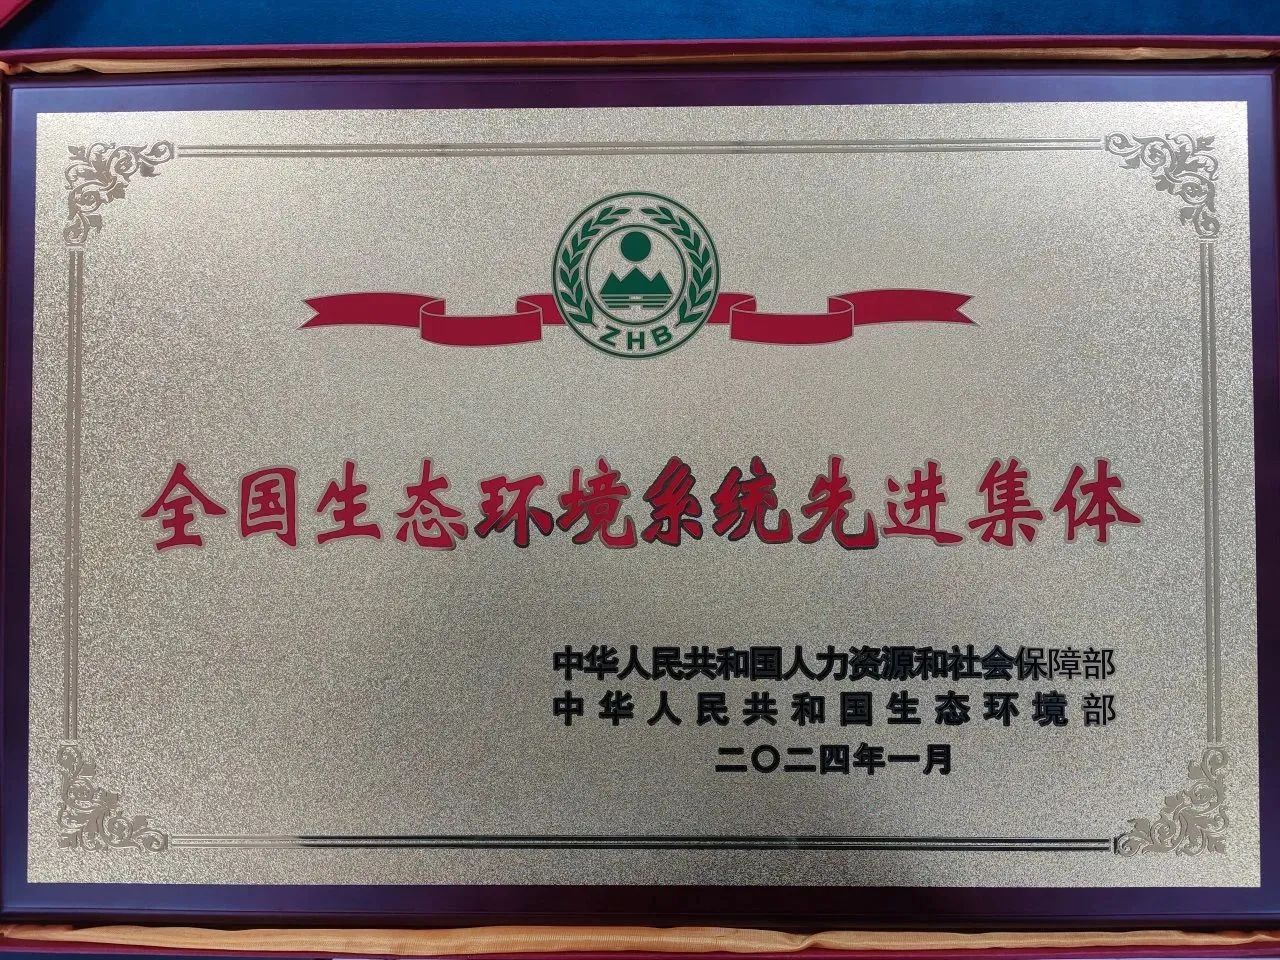 ZHB
全国生态环境系统先进集体
中华人民共和国人力资源和社会保障部
中华人民共和国生态环境部
二〇二四年一月